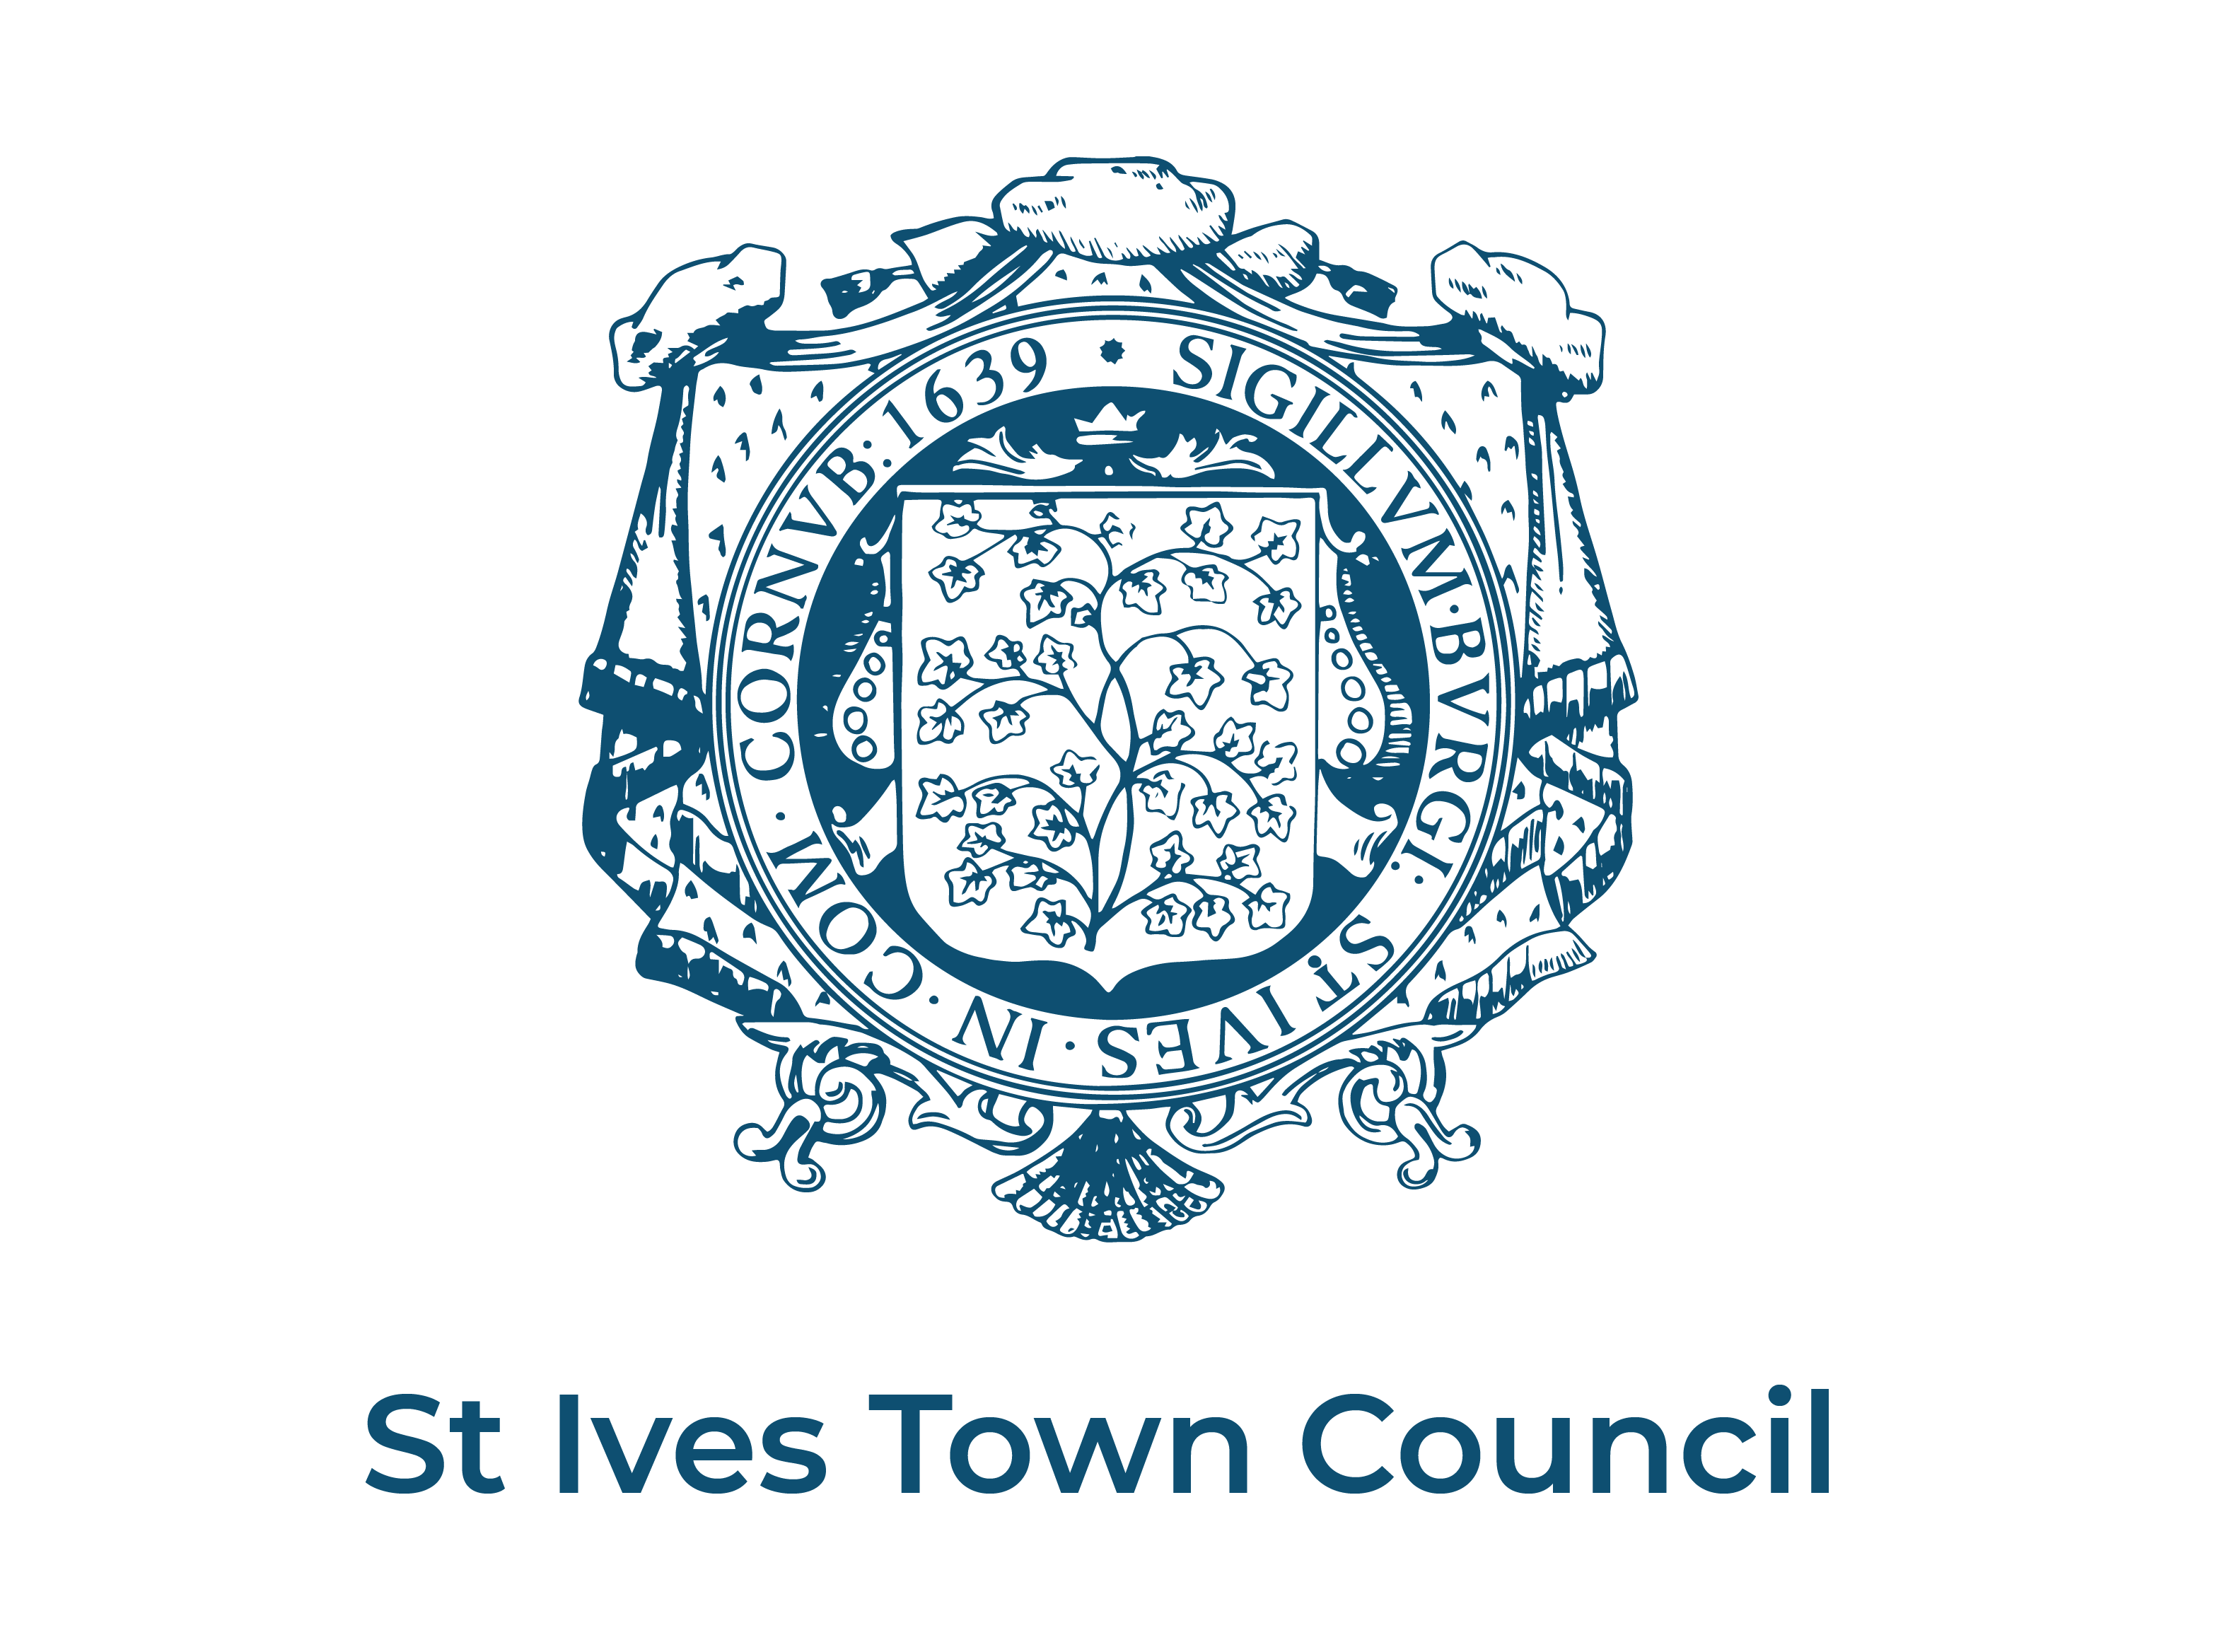 SIGILLVM · BVRGI : ST IVES · IN · COM · CORNVB : 1639
St Ives Town Council